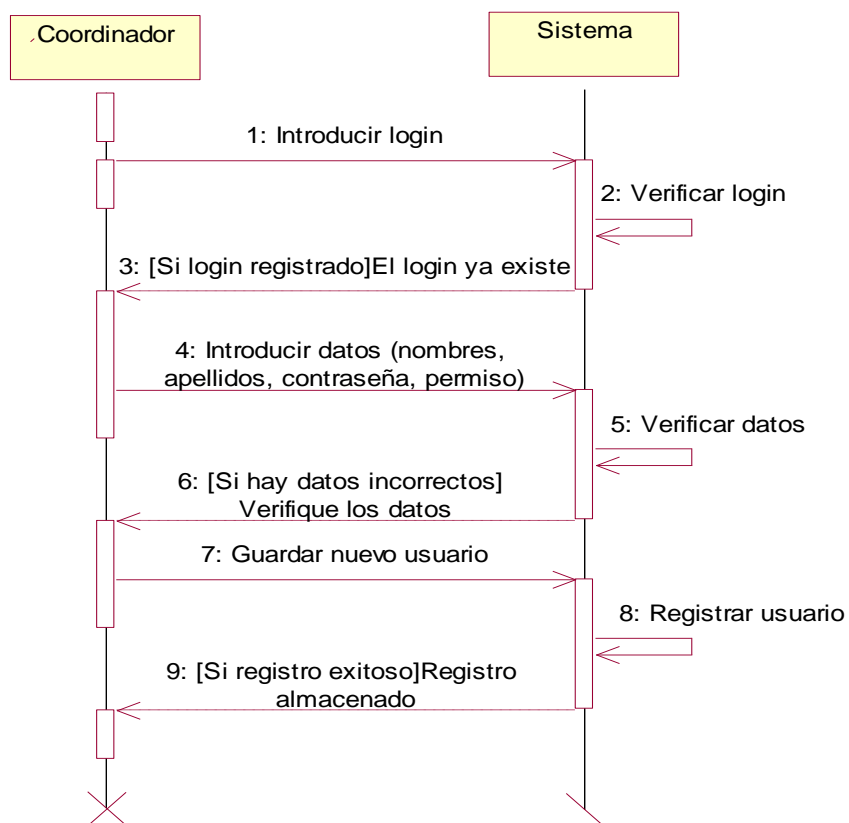 Coordinador
Sistema
1: Introducir login
2: Verificar login
3: [Si login registrado]El login ya existe
4: Introducir datos (nombres,
apellidos, contraseña, permiso)
5: Verificar datos
6: [Si hay datos incorrectos]
Verifique los datos
7: Guardar nuevo usuario
8: Registrar usuario
9: [Si registro exitoso]Registro
almacenado